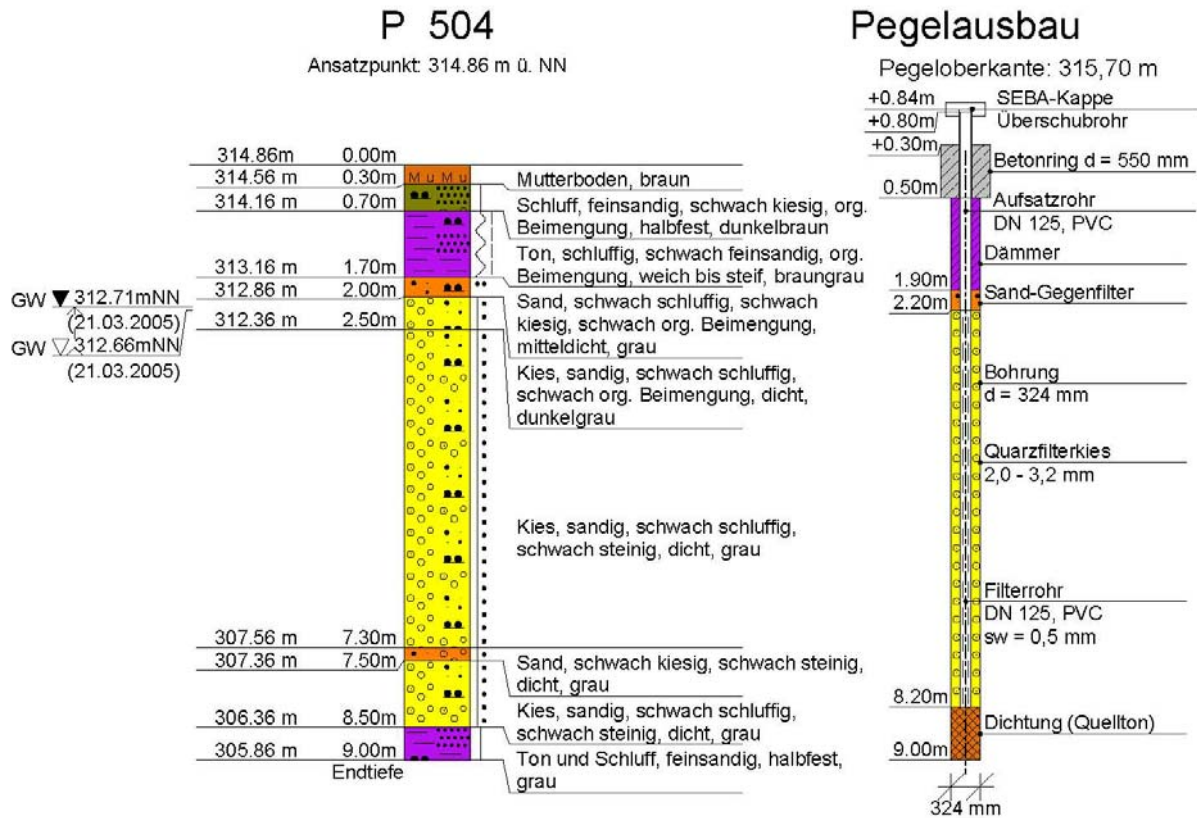 P 504
Ansatzpunkt: 314.86 m ü. NN
314.86m 0.00m
314.56 m 0.30m
314.16 m 0.70m
313.16 m 1.70m
312.86 m 2.00m
312.36 m 2.50m
307.56 m 7.30m
307.36 m 7.50m
306.36 m 8.50m
305.86 m 9.00m
Endtiefe
GW 312.71mNN
(21.03.2005)
GW 312.66mNN
(21.03.2005)
M u M u
Mutterboden, braun
Schluff, feinsandig, schwach kiesig, org.
Beimengung, halbfest, dunkelbraun
Ton, schluffig, schwach feinsandig, org.
Beimengung, weich bis steif, braungrau
Sand, schwach schluffig, schwach
kiesig, schwach org. Beimengung,
mitteldicht, grau
Kies, sandig, schwach schluffig,
schwach org. Beimengung, dicht,
dunkelgrau
Kies, sandig, schwach schluffig,
schwach steinig, dicht, grau
Sand, schwach kiesig, schwach steinig,
dicht, grau
Kies, sandig, schwach schluffig,
schwach steinig, dicht, grau
Ton und Schluff, feinsandig, halbfest,
grau
Pegelausbau
Pegeloberkante: 315,70 m
+0.84m
+0.80m
+0.30m
0.50m
1.90m
2.20m
8.20m
9.00m
SEBA-Kappe
Überschubrohr
Betonring d = 550 mm
Aufsatzrohr
DN 125, PVC
Dämmer
Sand-Gegenfilter
Bohrung
d = 324 mm
Quarzfilterkies
2,0 - 3,2 mm
Filterrohr
DN 125, PVC
sw = 0,5 mm
Dichtung (Quellton)
324 mm